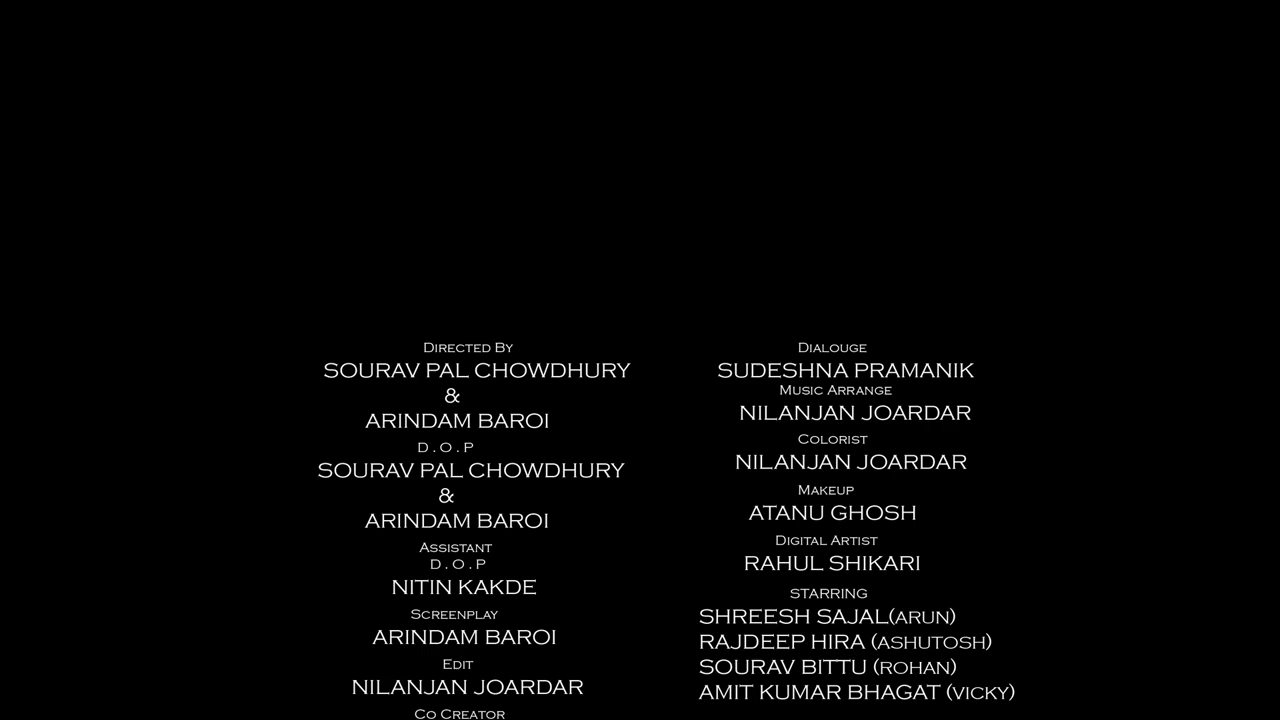 Directed By
SOURAV PAL CHOWDHURY
&
ARINDAM BAROI
D.O.P
SOURAV PAL CHOWDHURY
&
ARINDAM BAROI
Assistant
D.O.P
NITIN KAKDE
Screenplay
ARINDAM BAROI
Edit
NILANJAN JOARDAR
Co Creator
Dialouge
SUDESHNA PRAMANIK
Music Arrange
NILANJAN JOARDAR
Colorist
NILANJAN JOARDAR
Makeup
ATANU GHOSH
Digital Artist
RAHUL SHIKARI
STARRING
SHREESH SAJAL(ARUN)
RAJDEEP HIRA (ASHUTOSH)
SOURAV BITTU (ROHAN)
AMIT KUMAR BHAGAT (VICKY)